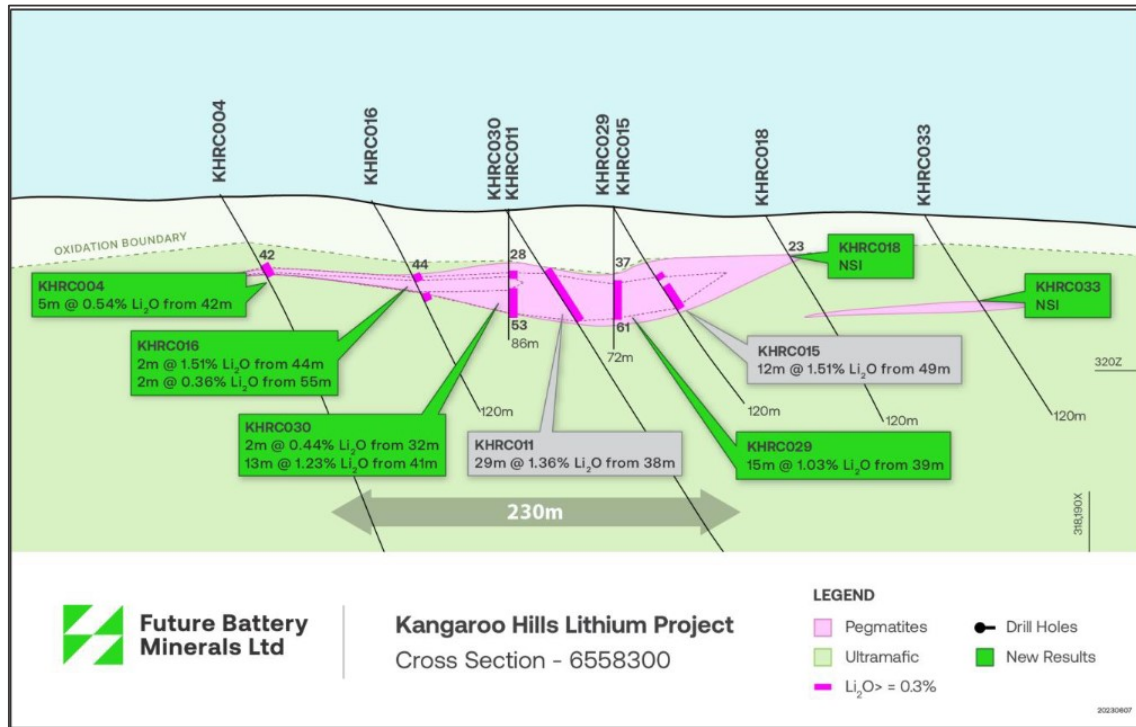 KHRC004
KHRC016
KHRC030
KHRC011
KHRC029
KHRC015
KHRC018
KHRC033
OXIDATION BOUNDARY
42
44
28
37
23
53
86m
61
72m
120m
120m
120m
120m
KHRC004
5m @ 0.54% Li₂O from 42m
KHRC016
2m @ 1.51% Li₂O from 44m
2m @ 0.36% Li₂O from 55m
KHRC030
2m @ 0.44% Li₂O from 32m
13m @ 1.23% Li₂O from 41m
KHRC011
29m @ 1.36% Li₂O from 38m
KHRC015
12m @ 1.51% Li₂O from 49m
KHRC029
15m @ 1.03% Li₂O from 39m
KHRC018
NSI
KHRC033
NSI
320Z
318,190X
230m
Future Battery
Minerals Ltd
Kangaroo Hills Lithium Project
Cross Section - 6558300
LEGEND
Pegmatites
Drill Holes
Ultramafic
New Results
Li₂O> = 0.3%
20230607